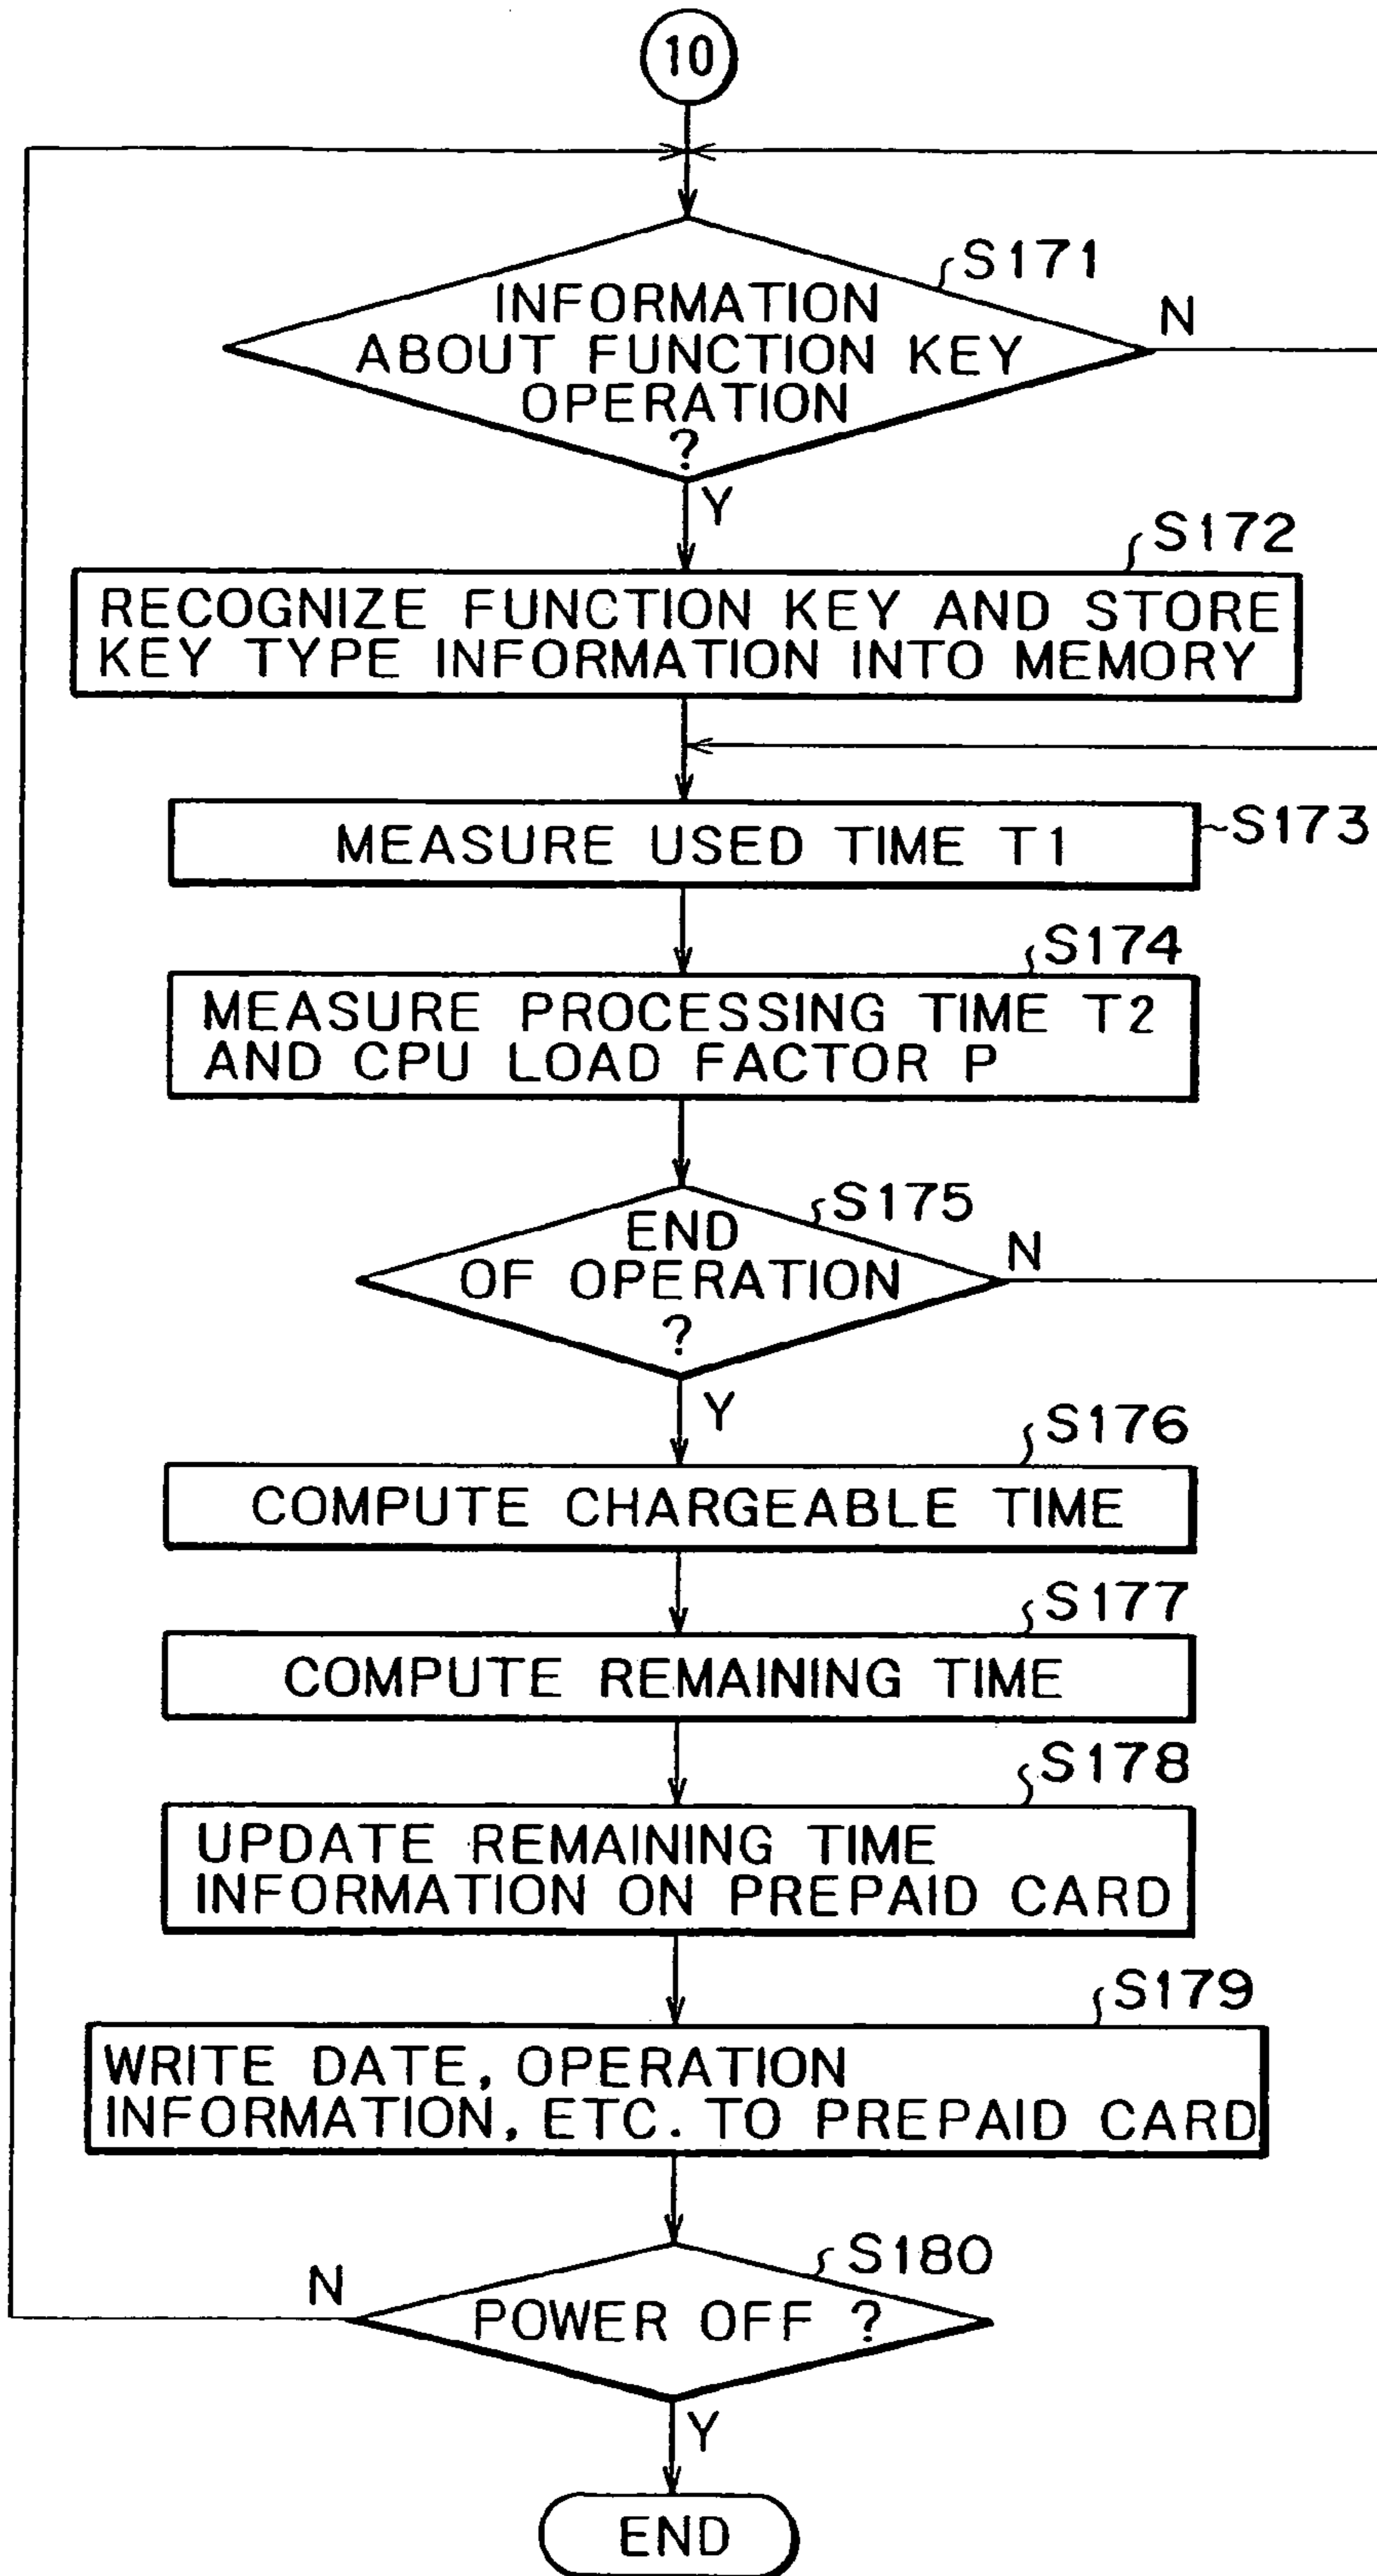 10
S171
INFORMATION
ABOUT FUNCTION KEY
OPERATION
?
N
Y
S172
RECOGNIZE FUNCTION KEY AND STORE
KEY TYPE INFORMATION INTO MEMORY
MEASURE USED TIME T1
S173
S174
MEASURE PROCESSING TIME T2
AND CPU LOAD FACTOR P
S175
END
OF OPERATION
?
N
Y
S176
COMPUTE CHARGEABLE TIME
S177
COMPUTE REMAINING TIME
S178
UPDATE REMAINING TIME
INFORMATION ON PREPAID CARD
S179
WRITE DATE, OPERATION
INFORMATION, ETC. TO PREPAID CARD
S180
N
POWER OFF ?
Y
END